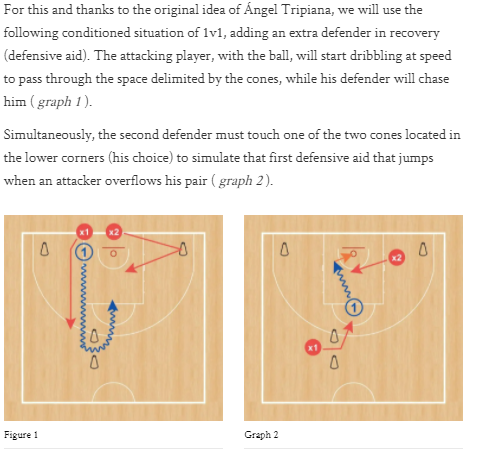 For this and thanks to the original idea of Ángel Tripiana, we will use the
following conditioned situation of 1v1, adding an extra defender in recovery
(defensive aid). The attacking player, with the ball, will start dribbling at speed
to pass through the space delimited by the cones, while his defender will chase
him ( graph 1 ).
Simultaneously, the second defender must touch one of the two cones located in
the lower corners (his choice) to simulate that first defensive aid that jumps
when an attacker overflows his pair ( graph 2 ).
x1 x2
1
x2
1
x1
Figure 1
Graph 2